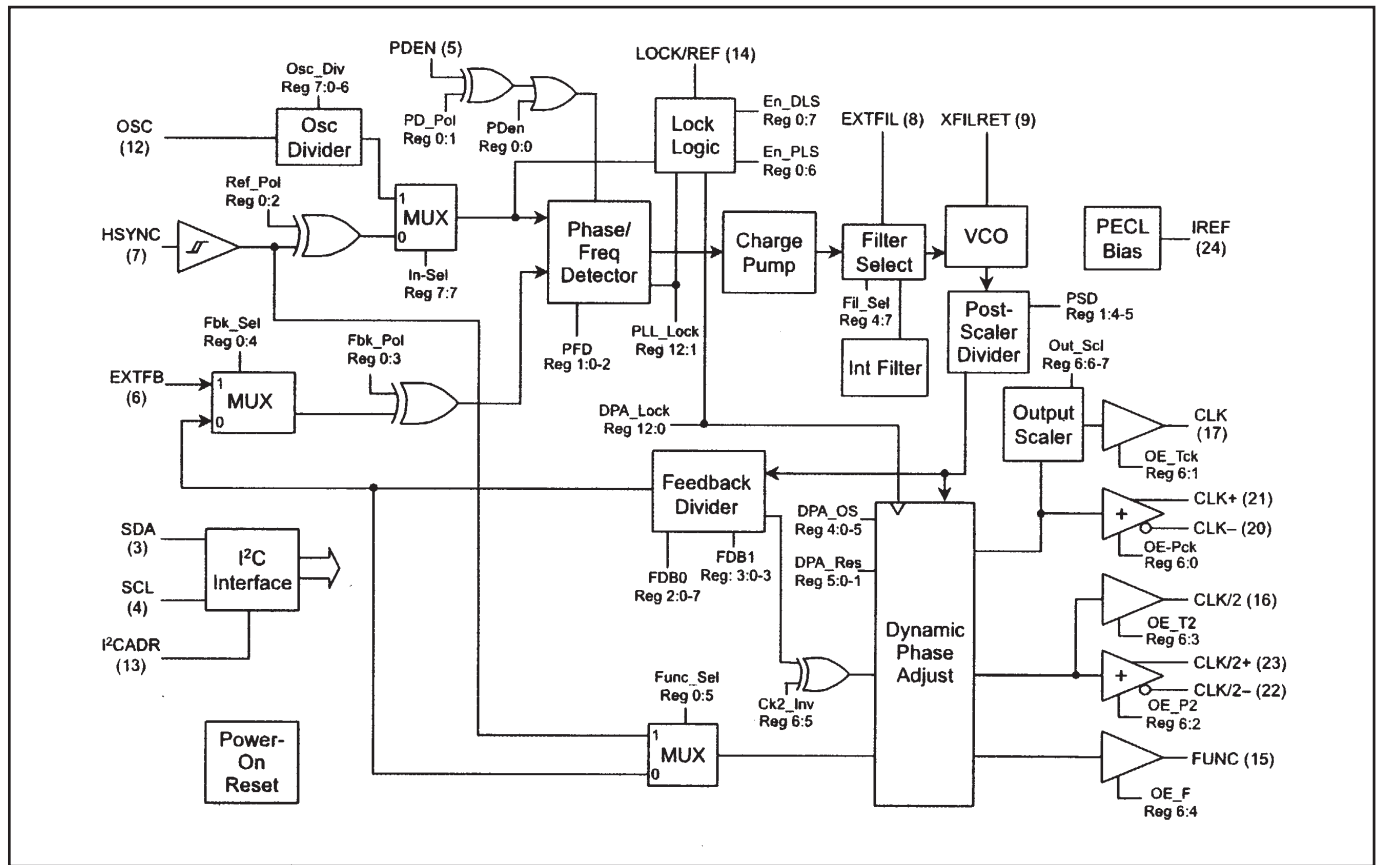 PDEN (5)
LOCK/REF (14)
Osc_Div
Reg 7:0-6
PD_Pol
Reg 0:1
PDen
Reg 0:0
Lock
Logic
En_DLS
Reg 0:7
En_PLS
Reg 0:6
EXTFIL (8)
XFILRET (9)
OSC
(12)
Osc
Divider
Ref_Pol
Reg 0:2
1
MUX
0
In-Sel
Reg 7:7
HSYNC
(7)
Phase/
Freq
Detector
PFD
Reg 1:0-2
PLL_Lock
Reg 12:1
Charge
Pump
Filter
Select
Fil_Sel
Reg 4:7
Int Filter
VCO
PECL
Bias
IREF
(24)
Post-
Scaler
Divider
PSD
Reg 1:4-5
Out_Scl
Reg 6:6-7
Fbk_Sel
Reg 0:4
Fbk_Pol
Reg 0:3
EXTFB
(6)
1
MUX
0
DPA_Lock
Reg 12:0
Output
Scaler
CLK
(17)
OE_Tck
Reg 6:1
Feedback
Divider
FDB0
Reg 2:0-7
FDB1
Reg: 3:0-3
DPA_OS
Reg 4:0-5
DPA_Res
Reg 5:0-1
+
CLK+ (21)
CLK– (20)
OE-Pck
Reg 6:0
SDA
(3)
SCL
(4)
I²CADR
(13)
I²C
Interface
Dynamic
Phase
Adjust
CLK/2 (16)
OE_T2
Reg 6:3
+
CLK/2+ (23)
CLK/2– (22)
OE_P2
Reg 6:2
Ck2_Inv
Reg 6:5
Func_Sel
Reg 0:5
1
MUX
0
FUNC (15)
OE_F
Reg 6:4
Power-
On
Reset